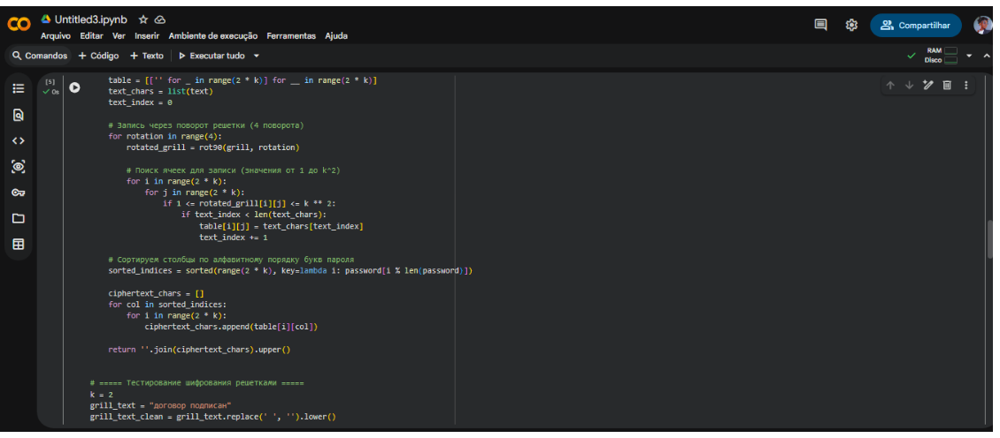 CO Untitled3.ipynb
Arquivo Editar Ver Inserir Ambiente de execução Ferramentas Ajuda
Compartilhar
Comandos + Código + Texto Executar tudo
RAM
Disco
[5]
0s
table = [['' for _ in range(2 * k)] for __ in range(2 * k)]
text_chars = list(text)
text_index = 0
# Запись через поворот решетки (4 поворота)
for rotation in range(4):
rotated_grill = rot90(grill, rotation)
# Поиск ячеек для записи (значения от 1 до k^2)
for i in range(2 * k):
for j in range(2 * k):
if 1 <= rotated_grill[i][j] <= k ** 2:
if text_index < len(text_chars):
table[i][j] = text_chars[text_index]
text_index += 1
# Сортируем столбцы по алфавитному порядку букв пароля
sorted_indices = sorted(range(2 * k), key=lambda i: password[i % len(password)])
ciphertext_chars = []
for col in sorted_indices:
for i in range(2 * k):
ciphertext_chars.append(table[i][col])
return ''.join(ciphertext_chars).upper()
# ===== Тестирование шифрования решетками =====
k = 2
grill_text = "договор подписан"
grill_text_clean = grill_text.replace(' ', '').lower()